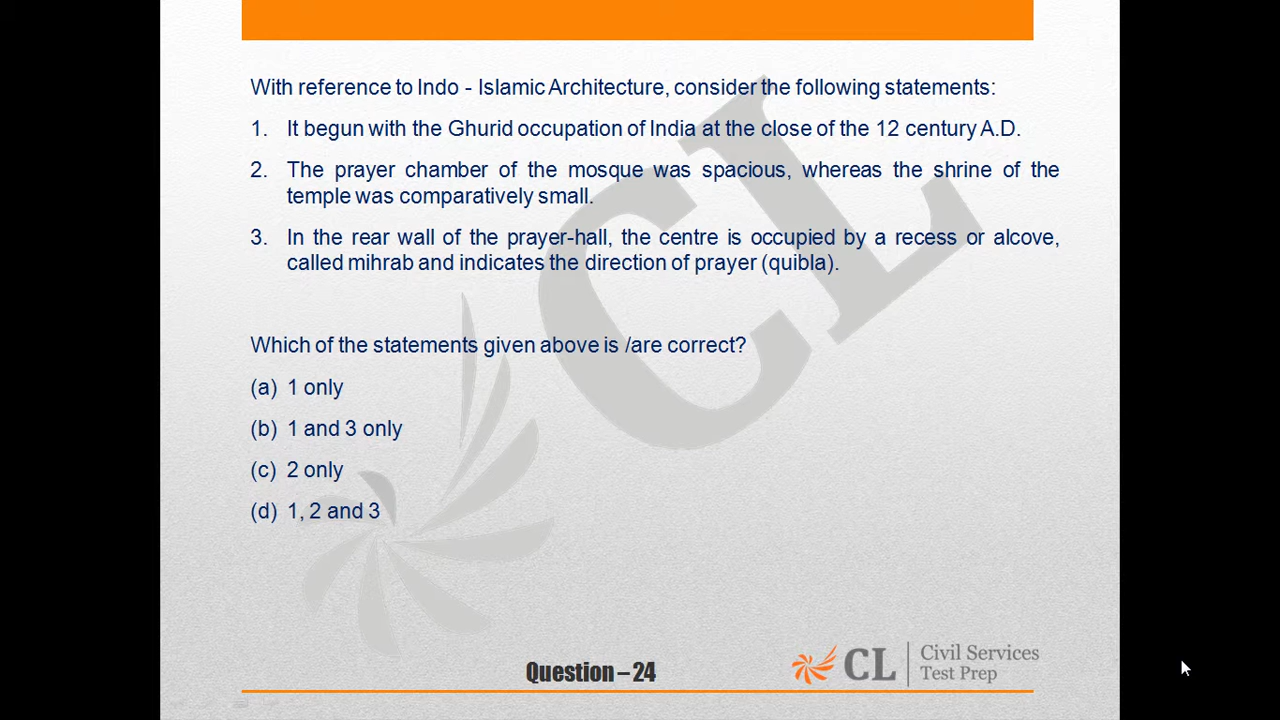 With reference to Indo - Islamic Architecture, consider the following statements:
1. It begun with the Ghurid occupation of India at the close of the 12 century A.D.
2. The prayer chamber of the mosque was spacious, whereas the shrine of the
temple was comparatively small.
3. In the rear wall of the prayer-hall, the centre is occupied by a recess or alcove,
called mihrab and indicates the direction of prayer (quibla).
Which of the statements given above is /are correct?
(a) 1 only
(b) 1 and 3 only
(c) 2 only
(d) 1, 2 and 3
CL
Question – 24
CL Civil Services
Test Prep